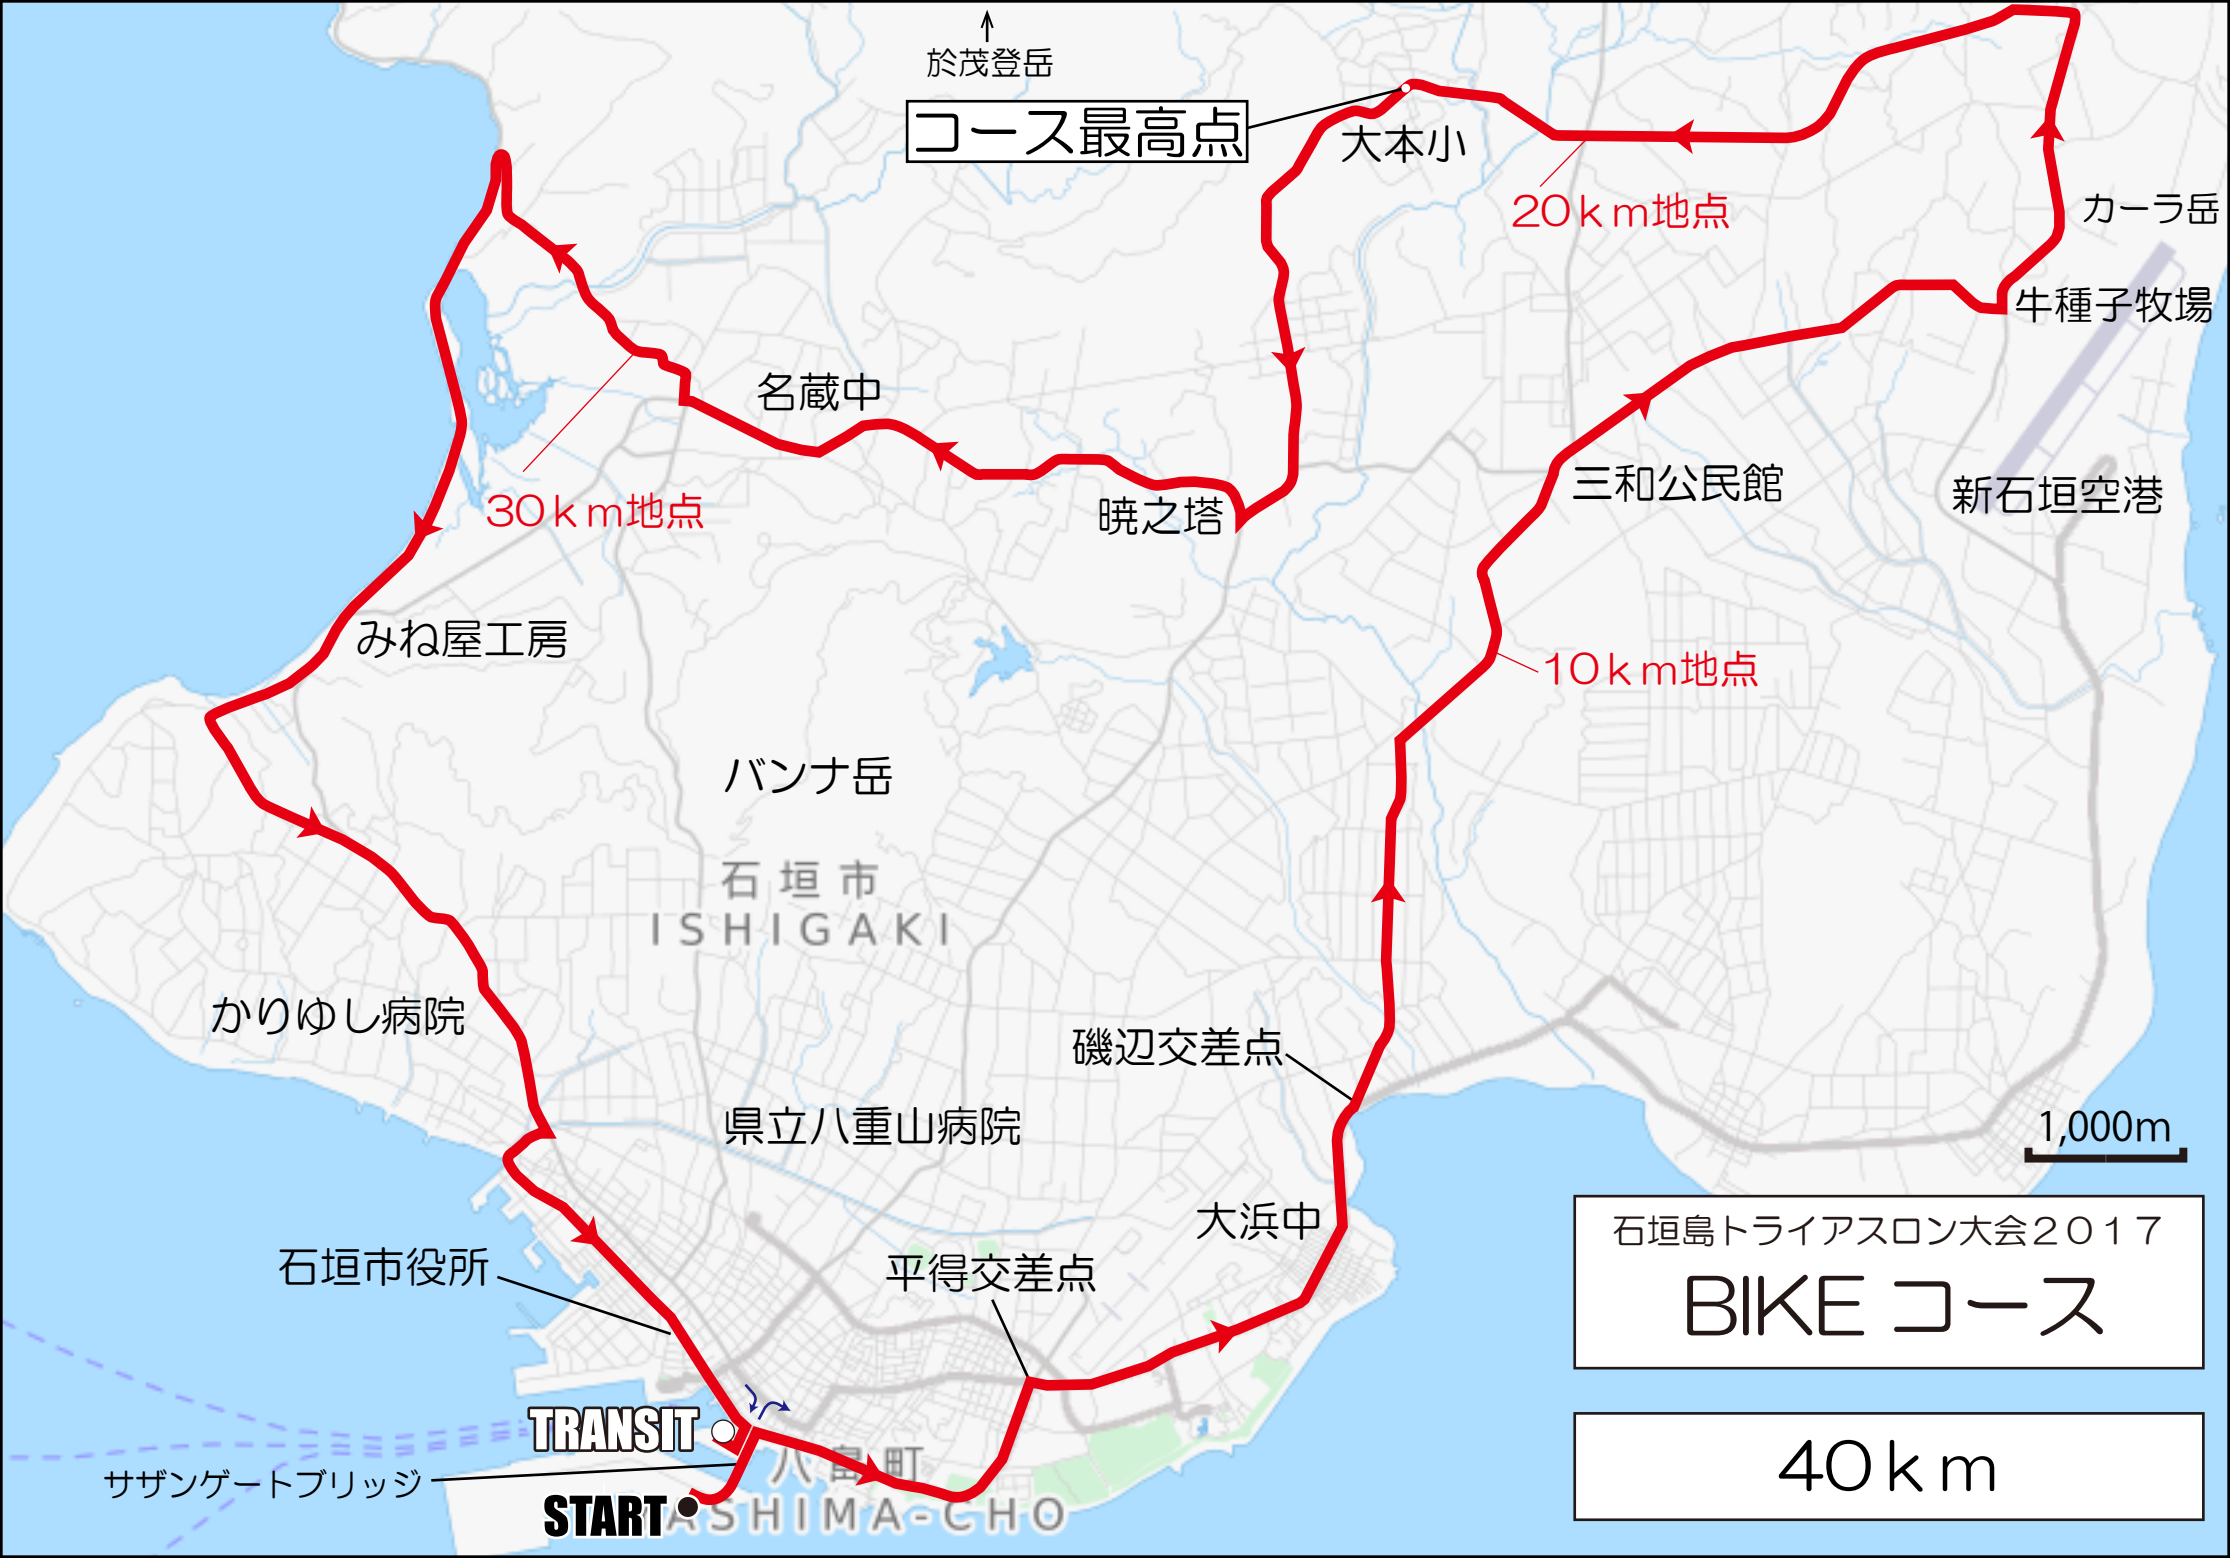 於茂登岳
コース最高点
大本小
20km地点
カーラ岳
牛種子牧場
名蔵中
30km地点
暁之塔
三和公民館
新石垣空港
みね屋工房
10km地点
バンナ岳
石垣市
ISHIGAKI
かりゆし病院
磯辺交差点
県立八重山病院
1,000m
大浜中
石垣市役所
平得交差点
石垣島トライアスロン大会2017
BIKEコース
TRANSIT
八島町
サザンゲートブリッジ
START
ASHIMA-CHO
40km